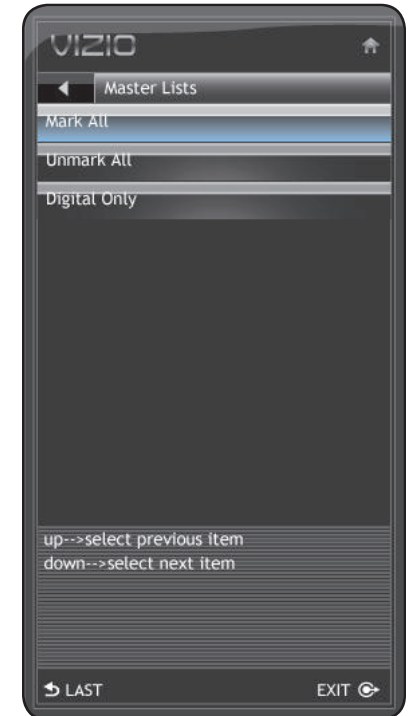 VIZIO
Master Lists
Mark All
Unmark All
Digital Only
up-->select previous item
down-->select next item
LAST EXIT